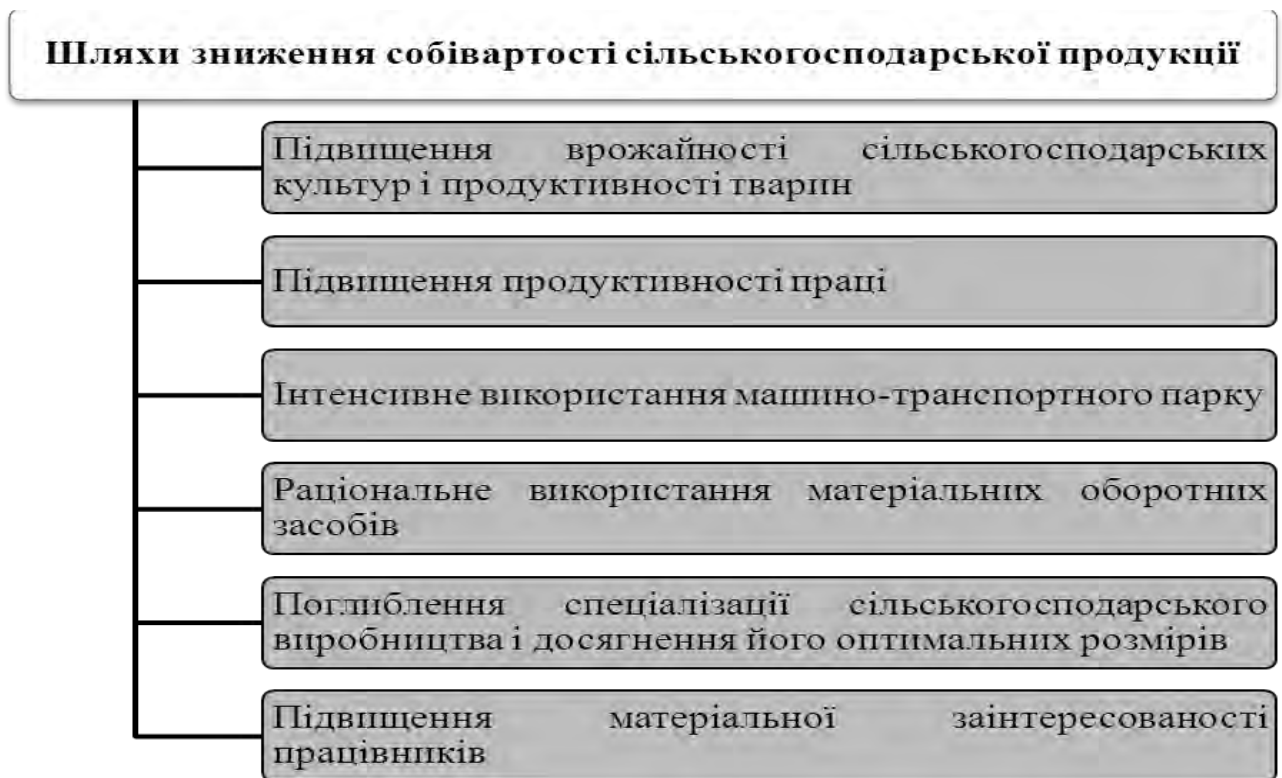 Шляхи зниження собівартості сільськогосподарської продукції
Підвищення врожайності сільськогосподарських
культур і продуктивності тварин
Підвищення продуктивності праці
Інтенсивне використання машино-транспортного парку
Раціональне використання матеріальних оборотних
засобів
Поглиблення спеціалізації сільськогосподарського
виробництва і досягнення його оптимальних розмірів
Підвищення матеріальної заінтересованості
працівників